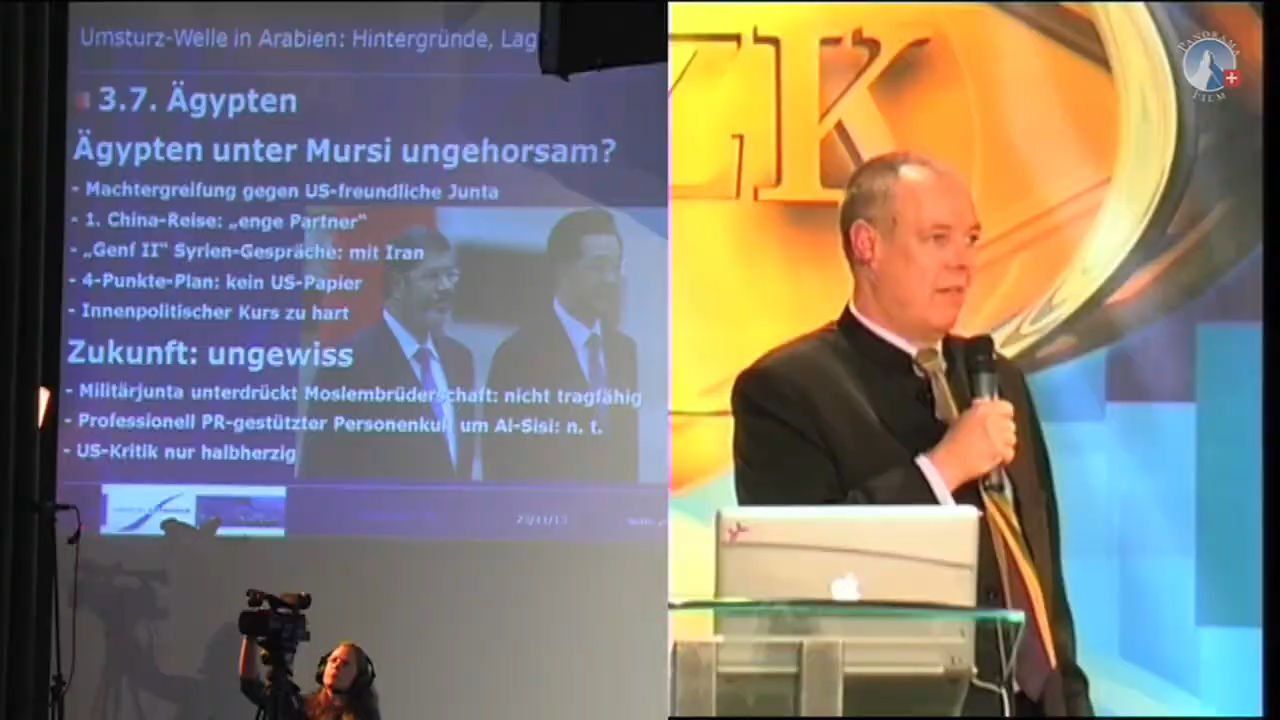 Umsturz-Welle in Arabien: Hintergründe, Lag
3.7. Ägypten
Ägypten unter Mursi ungehorsam?
- Machtergreifung gegen US-freundliche Junta
- 1. China-Reise: „enge Partner“
- „Genf II“ Syrien-Gespräche: mit Iran
- 4-Punkte-Plan: kein US-Papier
- Innenpolitischer Kurs zu hart
Zukunft: ungewiss
- Militärjunta unterdrückt Moslembrüderschaft: nicht tragfähig
- Professionell PR-gestützter Personenkul um Al-Sisi: n. t.
- US-Kritik nur halbherzig
ZK
PANORAMA
FILM